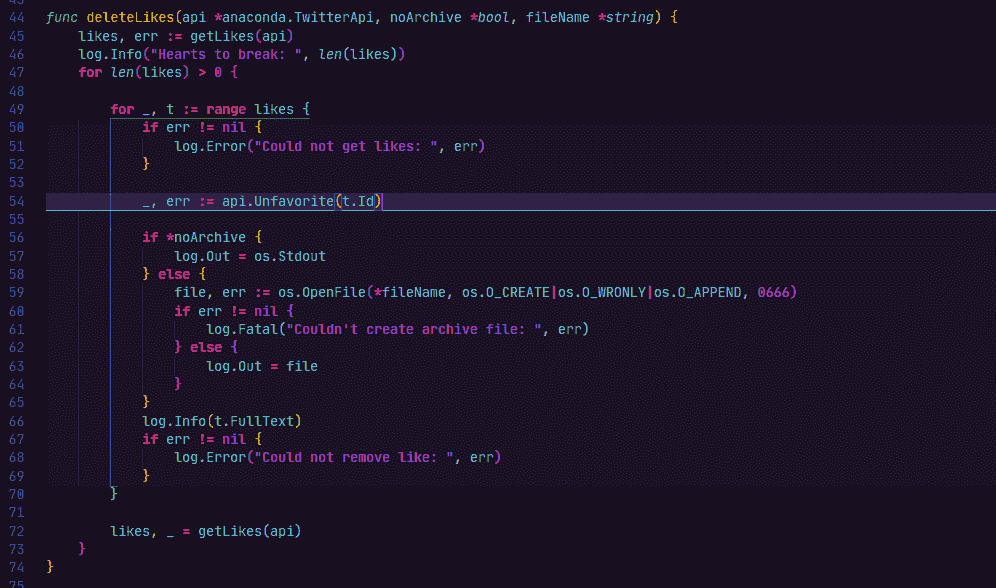 44 func deleteLikes(api *anaconda.TwitterApi, noArchive *bool, fileName *string) {
45     likes, err := getLikes(api)
46     log.Info("Hearts to break: ", len(likes))
47     for len(likes) > 0 {
48
49         for _, t := range likes {
50             if err != nil {
51                 log.Error("Could not get likes: ", err)
52             }
53
54             _, err := api.Unfavorite(t.Id)
55
56             if *noArchive {
57                 log.Out = os.Stdout
58             } else {
59                 file, err := os.OpenFile(*fileName, os.O_CREATE|os.O_WRONLY|os.O_APPEND, 0666)
60                 if err != nil {
61                     log.Fatal("Couldn't create archive file: ", err)
62                 } else {
63                     log.Out = file
64                 }
65             }
66             log.Info(t.FullText)
67             if err != nil {
68                 log.Error("Could not remove like: ", err)
69             }
70         }
71
72         likes, _ = getLikes(api)
73     }
74 }
75